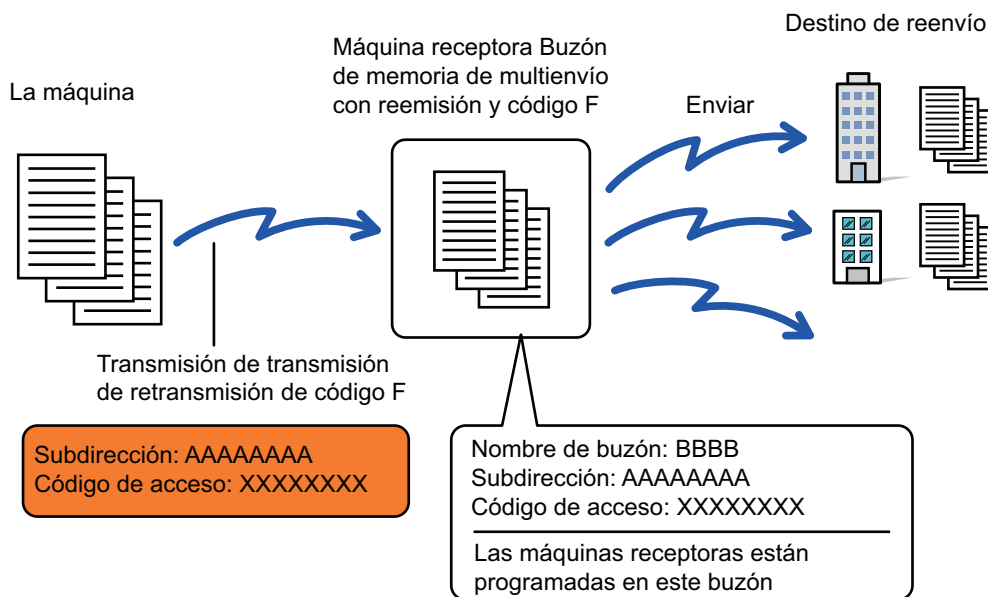 La máquina
Máquina receptora Buzón
de memoria de multienvío
con reemisión y código F
Enviar
Destino de reenvío
Transmisión de transmisión
de retransmisión de código F
Subdirección: AAAAAAAA
Código de acceso: XXXXXXXX
Nombre de buzón: BBBB
Subdirección: AAAAAAAA
Código de acceso: XXXXXXXX
Las máquinas receptoras están
programadas en este buzón